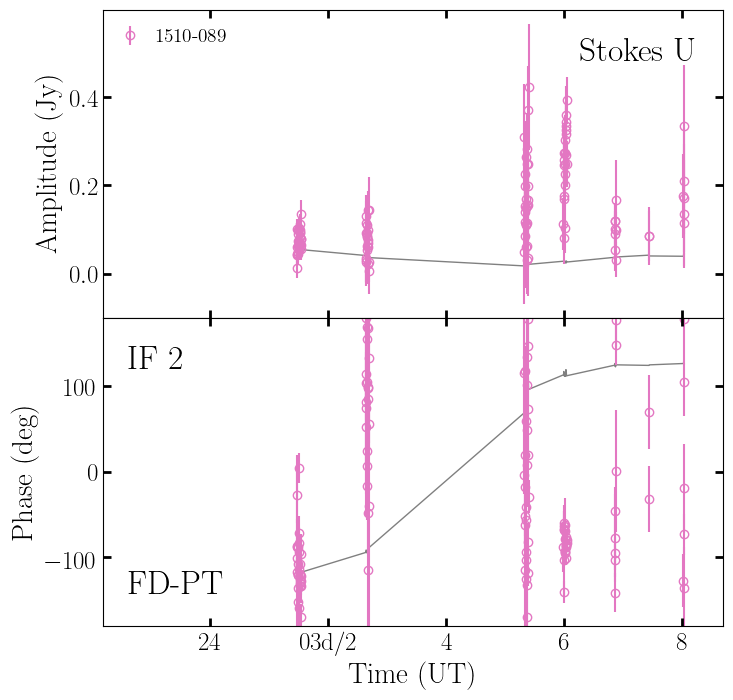 1510-089
Stokes U
Amplitude (Jy)
0.4
0.2
0.0
IF 2
Phase (deg)
100
0
−100
FD-PT
24 03d/2 4 6 8
Time (UT)